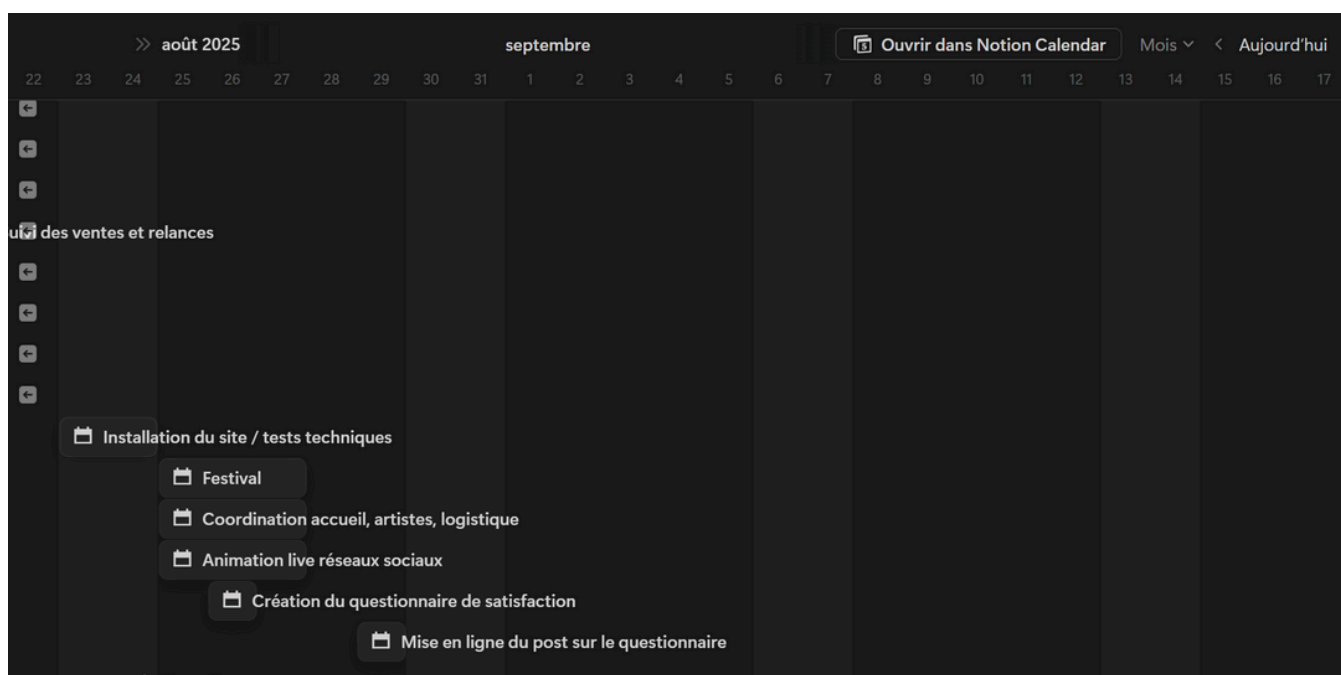 août 2025 septembre Ouvrir dans Notion Calendar Mois Aujourd'hui
22 23 24 25 26 27 28 29 30 31 1 2 3 4 5 6 7 8 9 10 11 12 13 14 15 16 17
uivi des ventes et relances
Installation du site / tests techniques
Festival
Coordination accueil, artistes, logistique
Animation live réseaux sociaux
Création du questionnaire de satisfaction
Mise en ligne du post sur le questionnaire